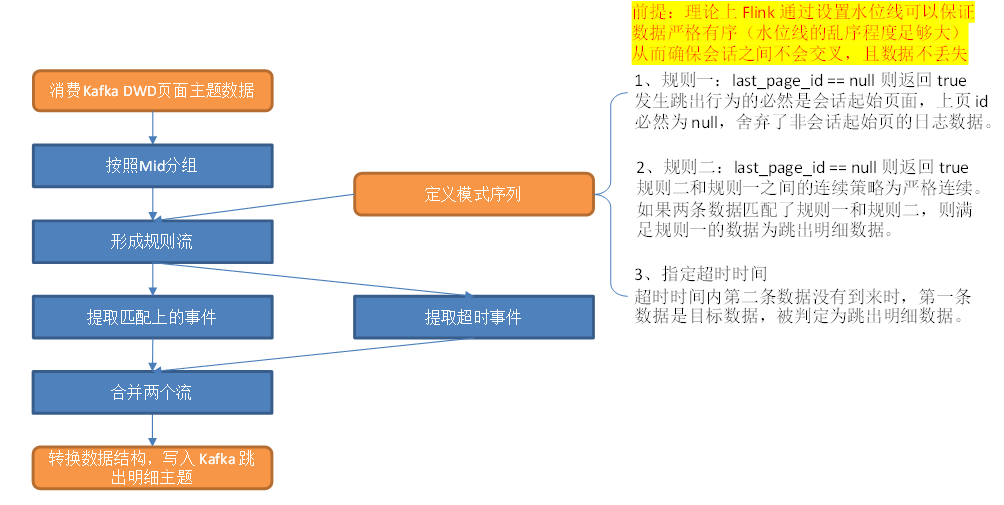 前提：理论上 Flink 通过设置水位线可以保证
数据严格有序（水位线的乱序程度足够大）
从而确保会话之间不会交叉，且数据不丢失
消费Kafka DWD页面主题数据
1、规则一：last_page_id == null 则返回 true
发生跳出行为的必然是会话起始页面，上页 id
必然为 null，舍弃了非会话起始页的日志数据。
按照Mid分组
2、规则二：last_page_id == null 则返回 true
规则二和规则一之间的连续策略为严格连续。
如果两条数据匹配了规则一和规则二，则满
足规则一的数据为跳出明细数据。
定义模式序列
形成规则流
3、指定超时时间
超时时间内第二条数据没有到来时，第一条
数据是目标数据，被判定为跳出明细数据。
提取匹配上的事件
提取超时事件
合并两个流
转换数据结构，写入 Kafka 跳
出明细主题